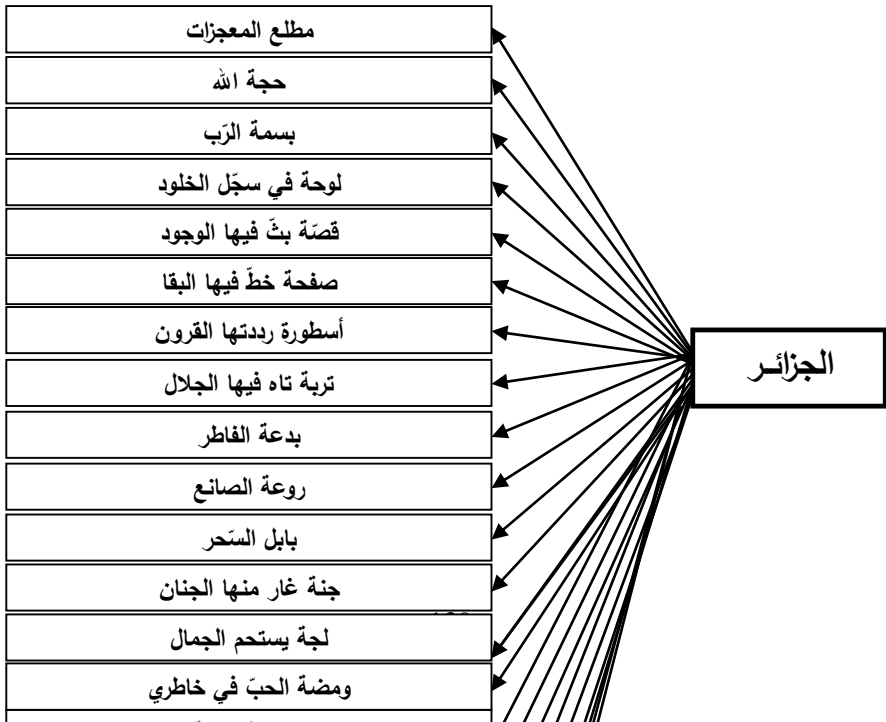 مطلع المعجزات
حجة الله
بسمة الرّب
لوحة في سجّل الخلود
قصّة بثّ فيها الوجود
صفحة خطّ فيها البقا
أسطورة رددتها القرون
الجزائـر
تربة تاه فيها الجلال
بدعة الفاطر
روعة الصانع
بابل السّحر
جنة غار منها الجنان
لجة يستحم الجمال
ومضة الحبّ في خاطري